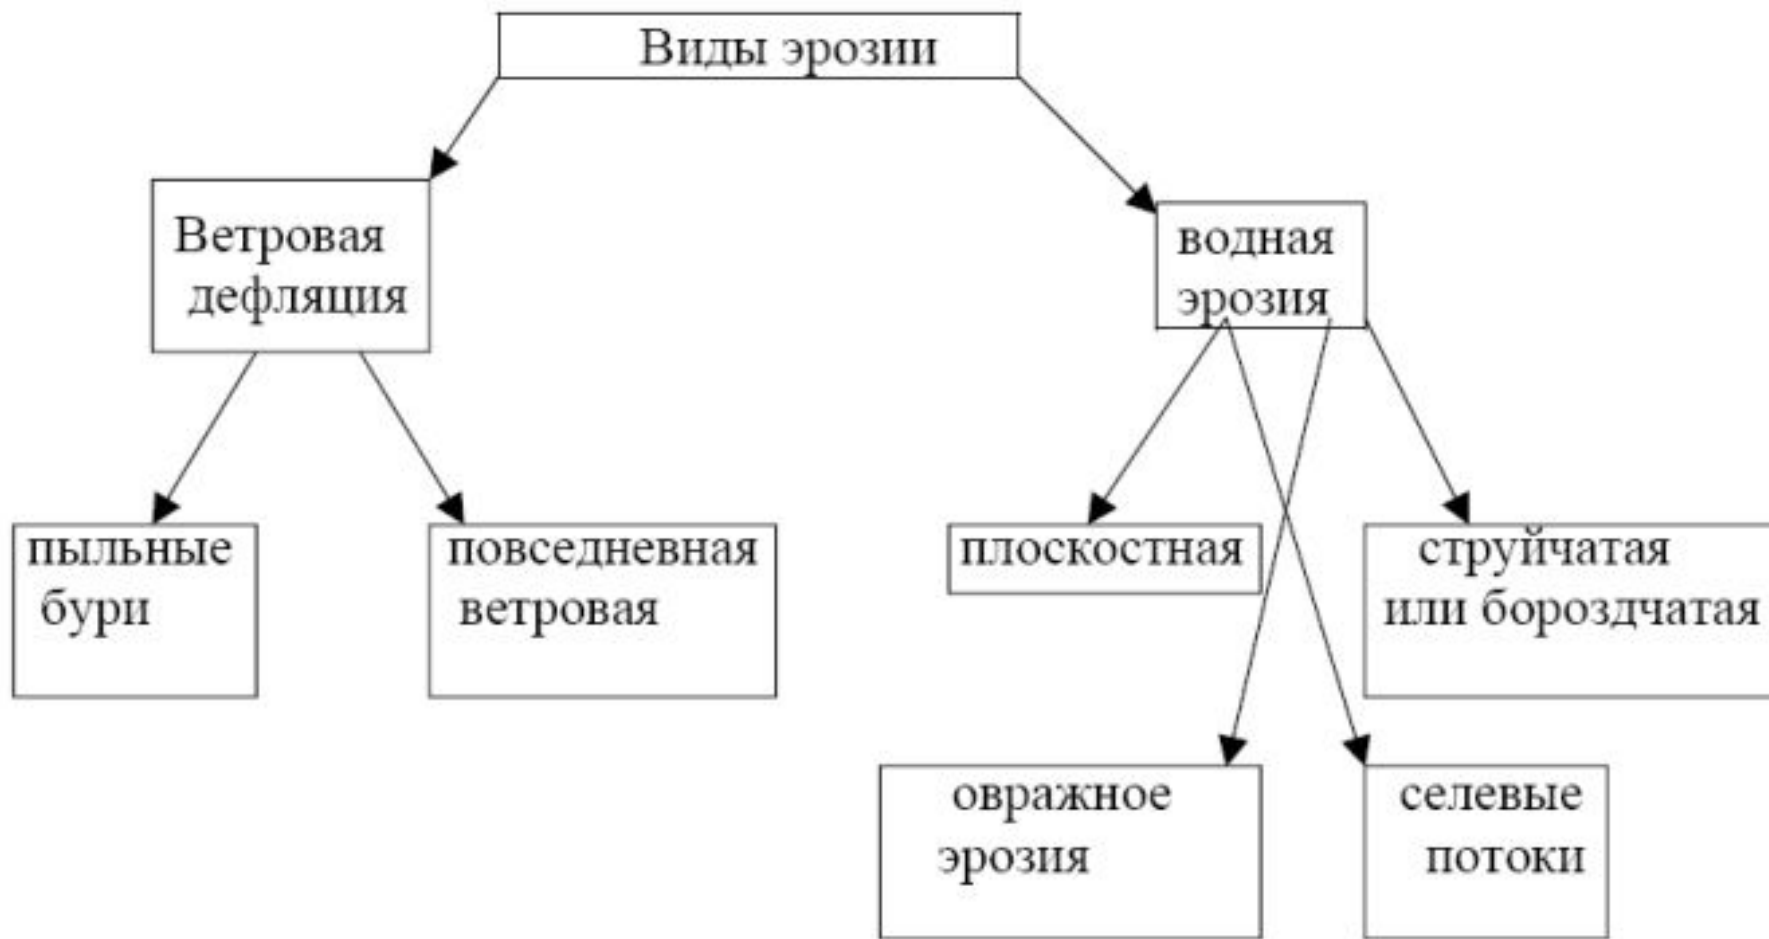 Виды эрозии
Ветровая
дефляция
водная
эрозия
пыльные
бури
повседневная
ветровая
плоскостная
струйчатая
или бороздчатая
овражное
эрозия
селевые
потоки